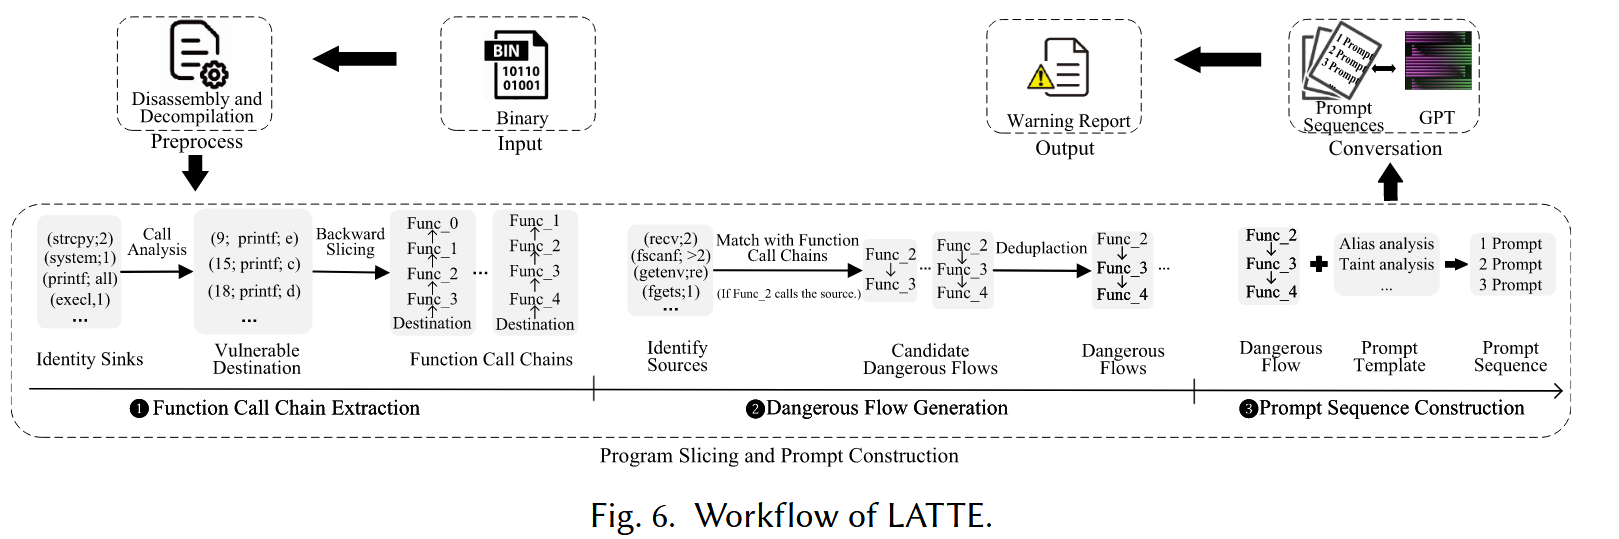 Disassembly and
Decompilation
Preprocess
BIN
10110
01001
Binary
Input
Warning Report
Output
1 Prompt
2 Prompt
3 Prompt
...
Prompt
Sequences
GPT
Conversation
(strcpy;2)
(system;1)
(printf; all)
(execl,1)
...
Identity Sinks
Call
Analysis
(9; printf; e)
(15; printf; c)
(18; printf; d)
...
Vulnerable
Destination
Backward
Slicing
Func_0
Func_1
Func_2
Func_3
Destination
...
Func_1
Func_2
Func_3
Func_4
Destination
Function Call Chains
(recv;2)
(fscanf; >2)
(getenv;re)
(fgets;1)
...
Identify
Sources
Match with Function
Call Chains
(If Func_2 calls the source.)
Func_2
Func_3
...
Func_2
Func_3
Func_4
Candidate
Dangerous Flows
Deduplaction
Func_2
Func_3
Func_4
...
Dangerous
Flows
Func_2
Func_3
Func_4
Dangerous
Flow
Alias analysis
Taint analysis
...
Prompt
Template
1 Prompt
2 Prompt
3 Prompt
Prompt
Sequence
❶ Function Call Chain Extraction
❷ Dangerous Flow Generation
❸ Prompt Sequence Construction
Program Slicing and Prompt Construction
Fig. 6. Workflow of LATTE.